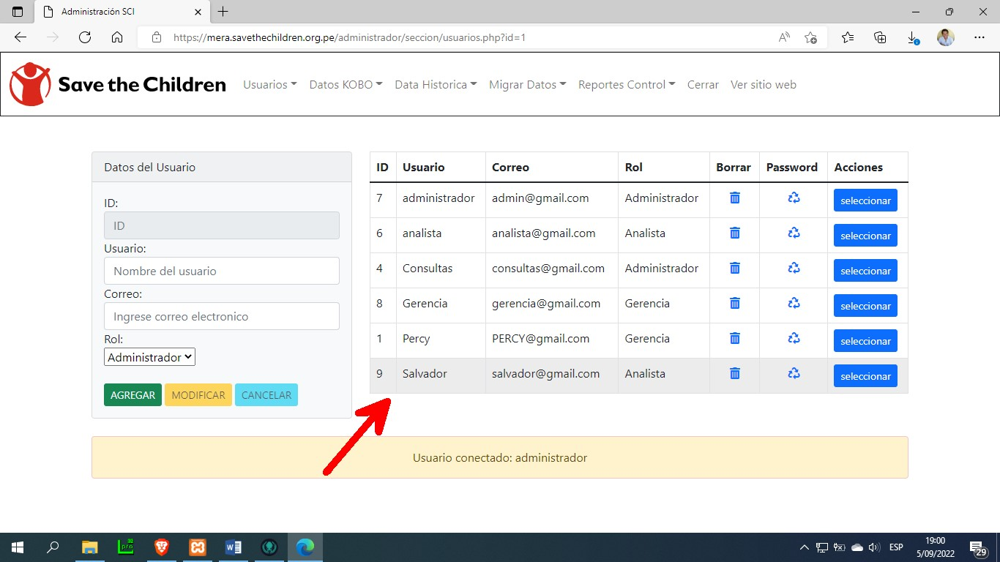 Administración SCI
https://mera.savethechildren.org.pe/administrador/seccion/usuarios.php?id=1
Save the Children Usuarios Datos KOBO Data Historica Migrar Datos Reportes Control Cerrar Ver sitio web
Datos del Usuario
ID:
ID
Usuario:
Nombre del usuario
Correo:
Ingrese correo electronico
Rol:
Administrador
AGREGAR MODIFICAR CANCELAR
ID Usuario Correo Rol Borrar Password Acciones
7 administrador admin@gmail.com Administrador seleccionar
6 analista analista@gmail.com Analista seleccionar
4 Consultas consultas@gmail.com Administrador seleccionar
8 Gerencia gerencia@gmail.com Gerencia seleccionar
1 Percy PERCY@gmail.com Gerencia seleccionar
9 Salvador salvador@gmail.com Analista seleccionar
Usuario conectado: administrador
ESP
19:00
5/09/2022
29